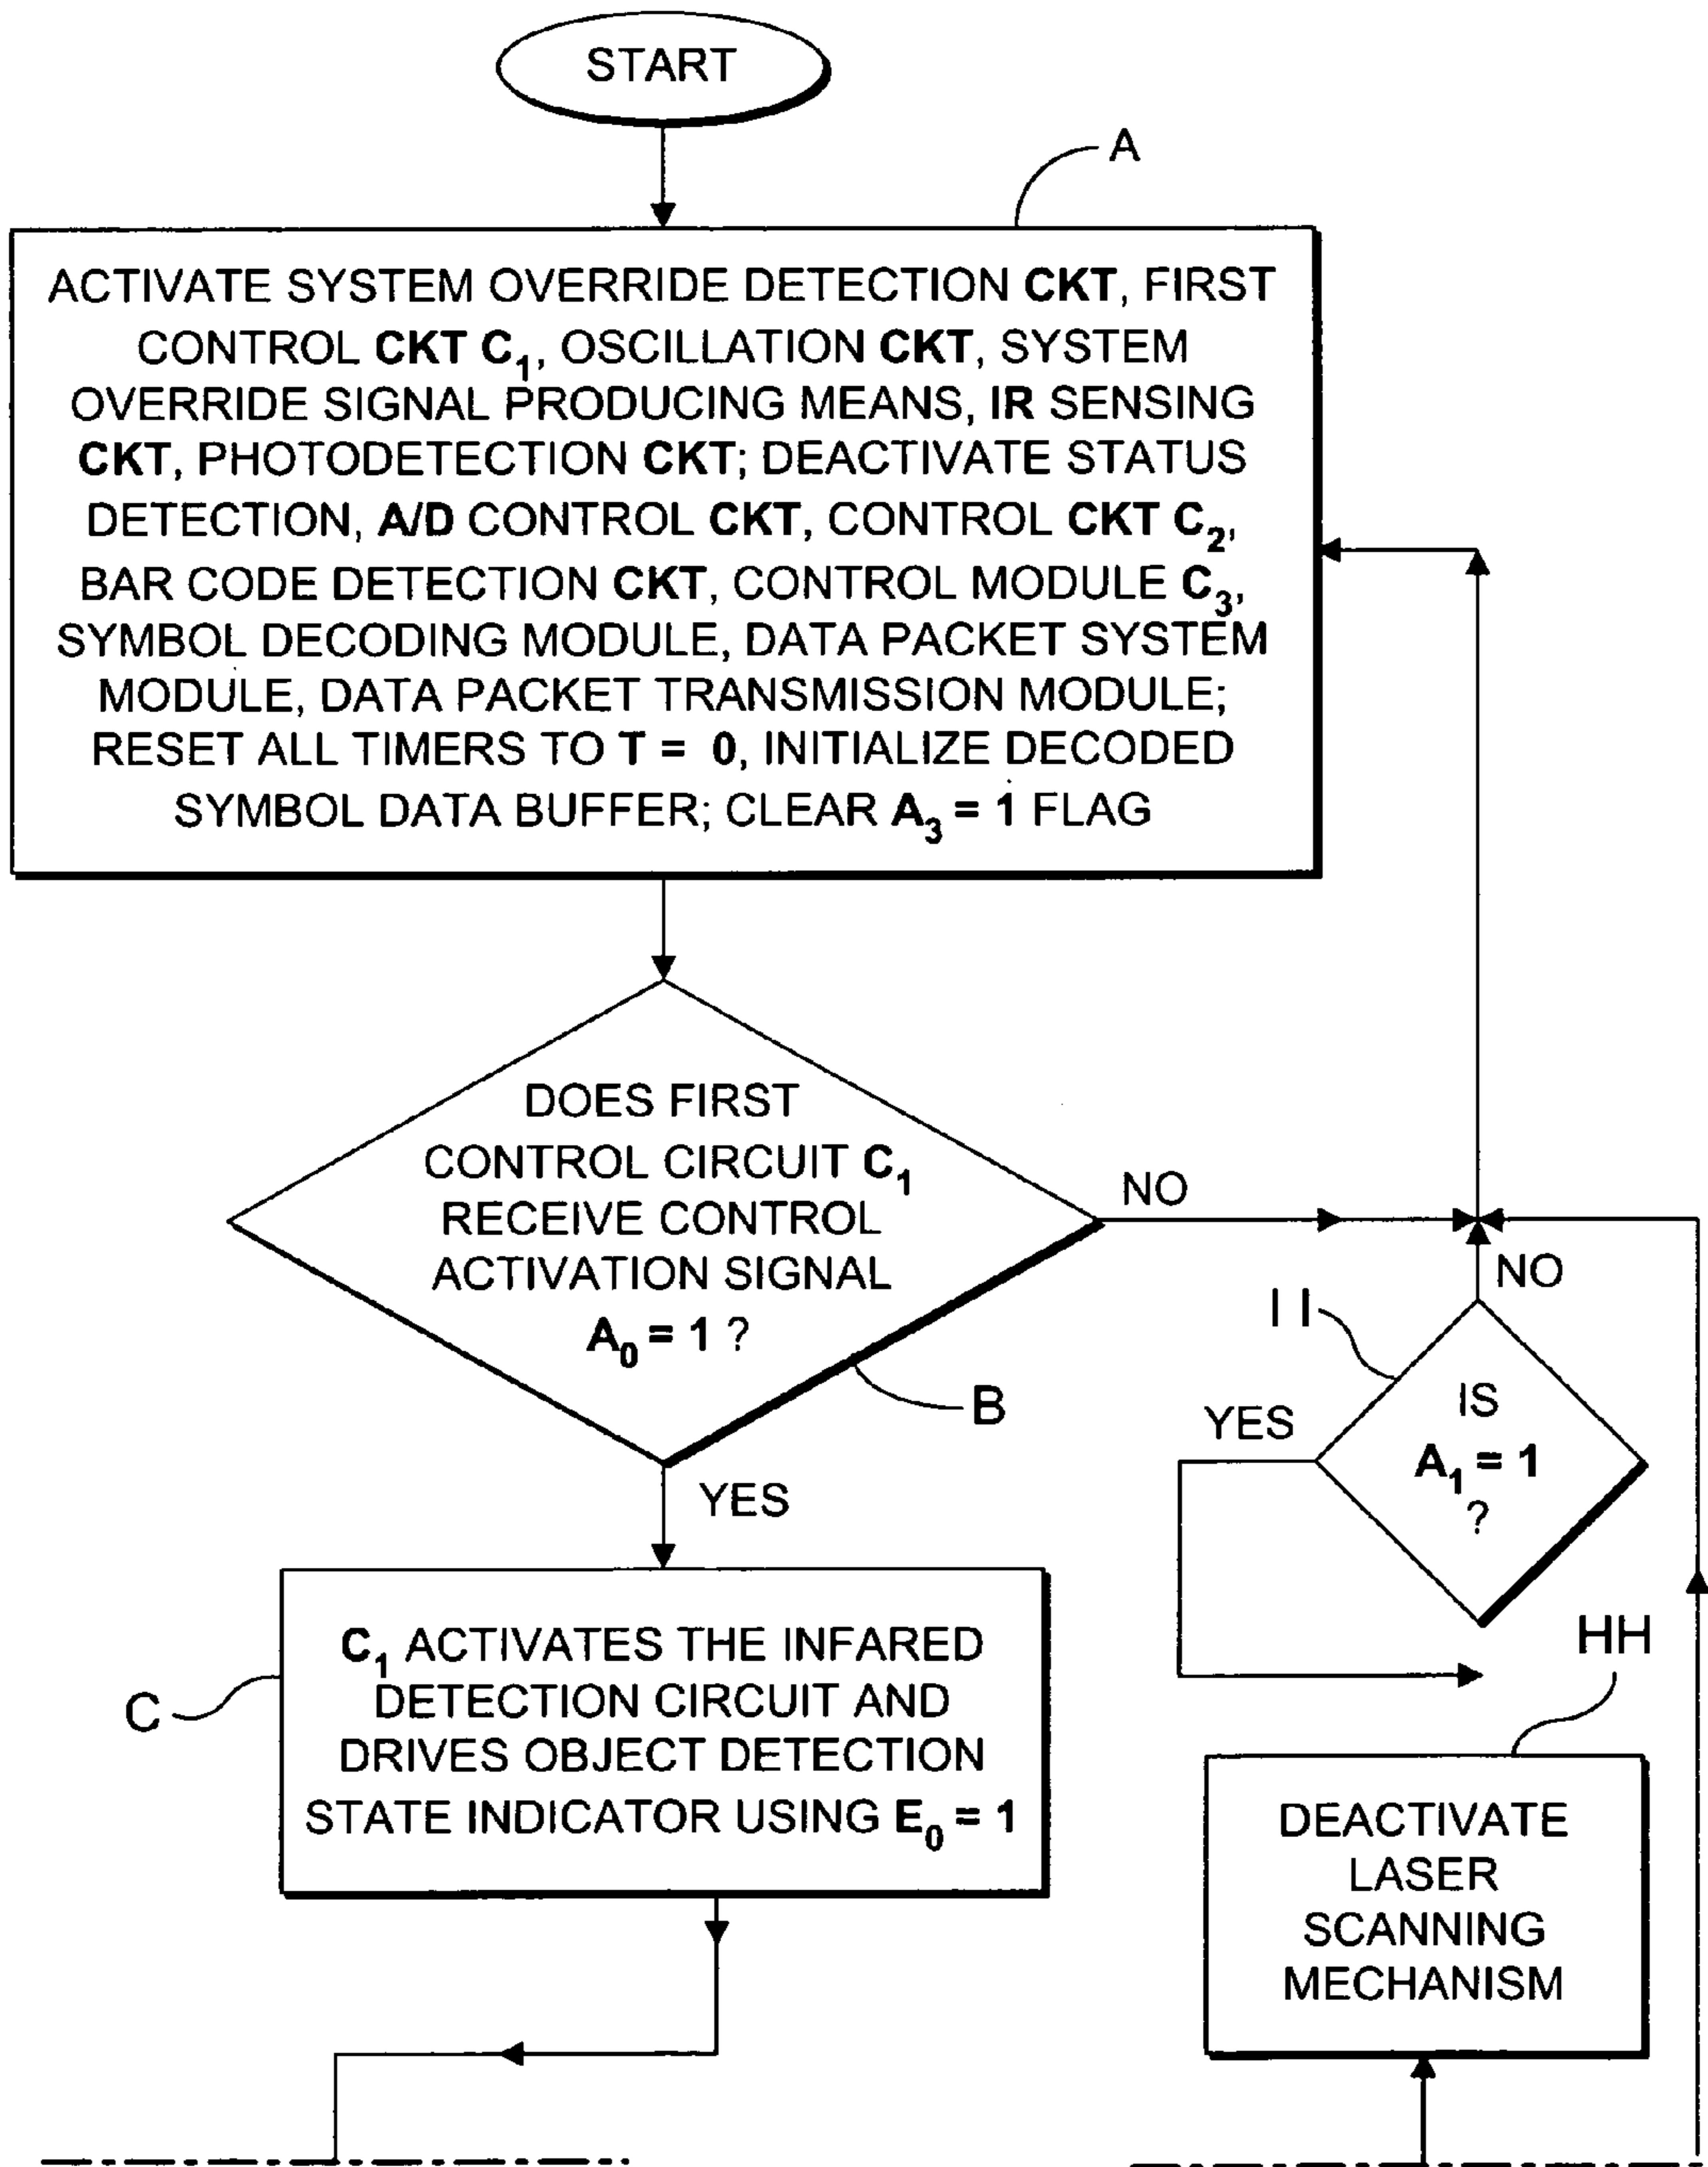 START
A
ACTIVATE SYSTEM OVERRIDE DETECTION CKT, FIRST
CONTROL CKT C₁, OSCILLATION CKT, SYSTEM
OVERRIDE SIGNAL PRODUCING MEANS, IR SENSING
CKT, PHOTODETECTION CKT; DEACTIVATE STATUS
DETECTION, A/D CONTROL CKT, CONTROL CKT C₂,
BAR CODE DETECTION CKT, CONTROL MODULE C₃,
SYMBOL DECODING MODULE, DATA PACKET SYSTEM
MODULE, DATA PACKET TRANSMISSION MODULE;
RESET ALL TIMERS TO T = 0, INITIALIZE DECODED
SYMBOL DATA BUFFER; CLEAR A₃ = 1 FLAG
DOES FIRST
CONTROL CIRCUIT C₁
RECEIVE CONTROL
ACTIVATION SIGNAL
A₀ = 1 ?
NO
B
YES
NO
II
IS
A₁ = 1
?
YES
C₁ ACTIVATES THE INFARED
DETECTION CIRCUIT AND
DRIVES OBJECT DETECTION
STATE INDICATOR USING E₀ = 1
C
HH
DEACTIVATE
LASER
SCANNING
MECHANISM